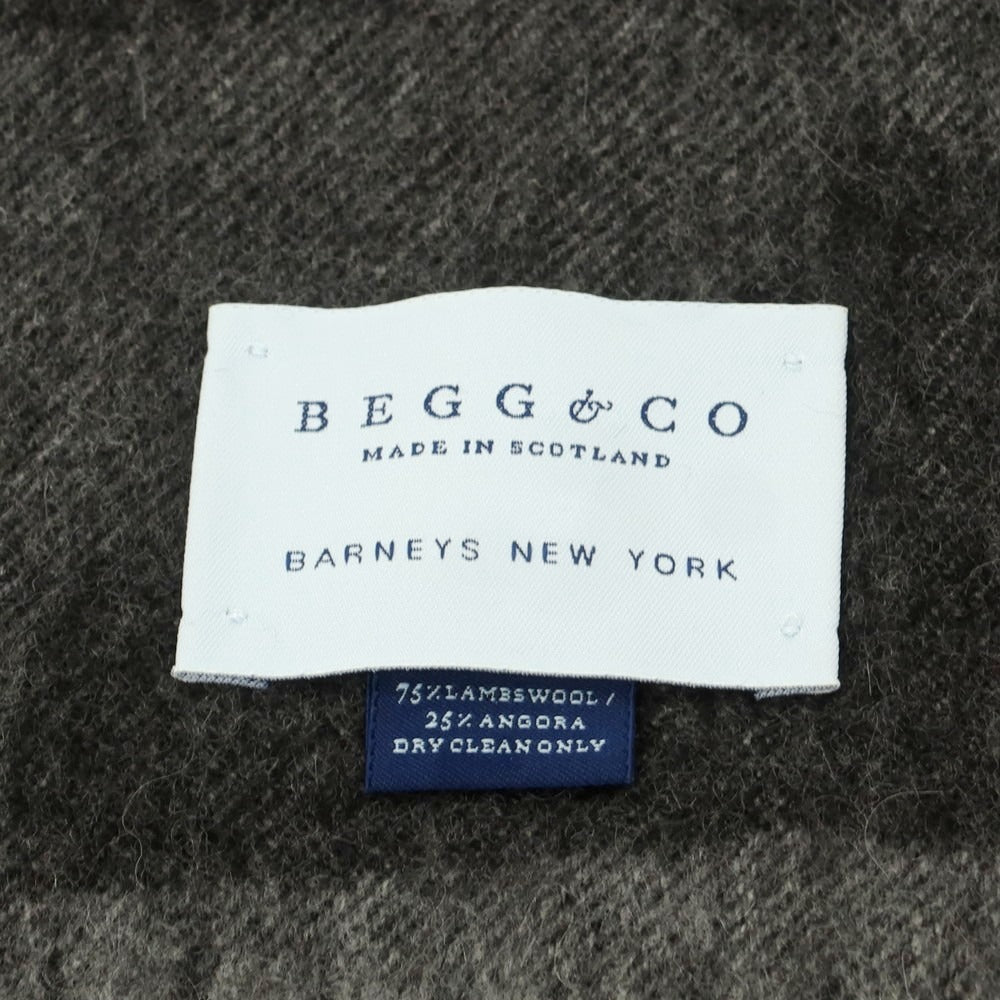 BEGG & CO
MADE IN SCOTLAND
BARNEYS NEW YORK
75% LAMBSWOOL /
25% ANGORA
DRY CLEAN ONLY